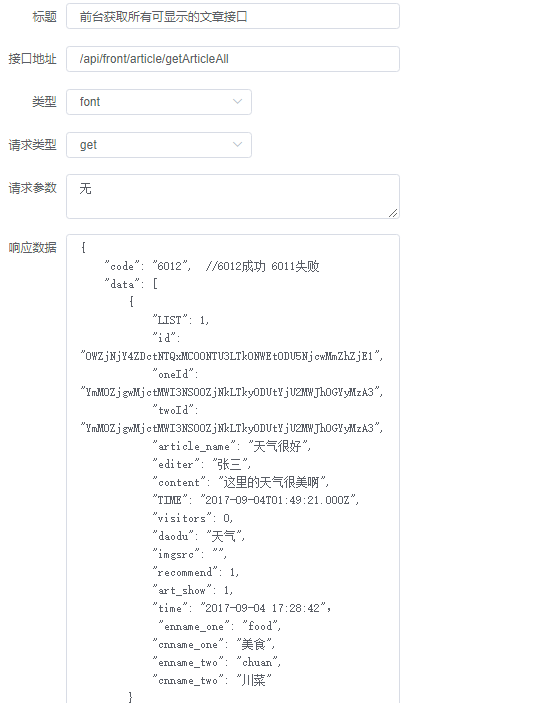 标题 前台获取所有可显示的文章接口
接口地址 /api/front/article/getArticleAll
类型 font
请求类型 get
请求参数 无
响应数据 {
"code": "6012",  //6012成功 6011失败
"data": [
{
"LIST": 1,
"id":
"OWZjNjY4ZDctNTQxMC00NTU3LTk0NWEtODU5NjcwMmZhZjE1",
"oneId":
"YmM0ZjgwMjctMWI3NS00ZjNkLTkyODUtYjU2MWJhOGYyMzA3",
"twoId":
"YmM0ZjgwMjctMWI3NS00ZjNkLTkyODUtYjU2MWJhOGYyMzA3",
"article_name": "天气很好",
"editer": "张三",
"content": "这里的天气很美啊",
"TIME": "2017-09-04T01:49:21.000Z",
"visitors": 0,
"daodu": "天气",
"imgsrc": "",
"recommend": 1,
"art_show": 1,
"time": "2017-09-04 17:28:42",
"enname_one": "food",
"cnname_one": "美食",
"enname_two": "chuan",
"cnname_two": "川菜"
}